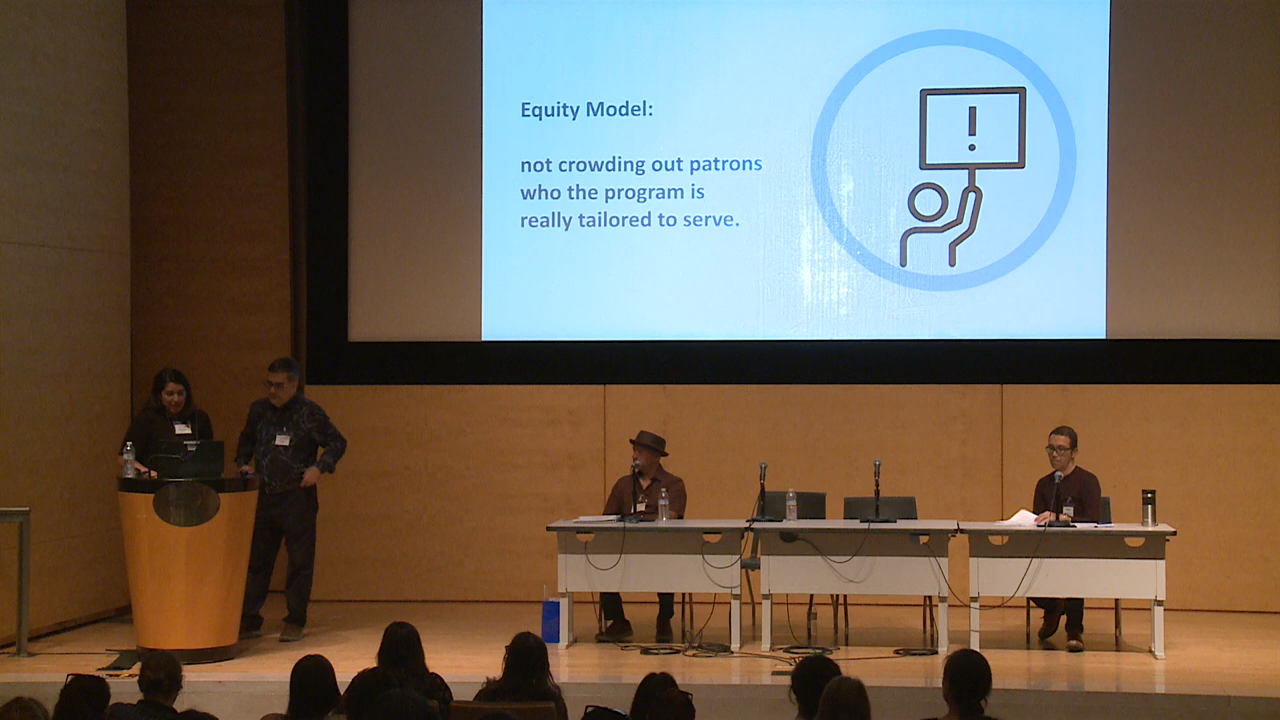 Equity Model:
not crowding out patrons
who the program is
really tailored to serve.
!